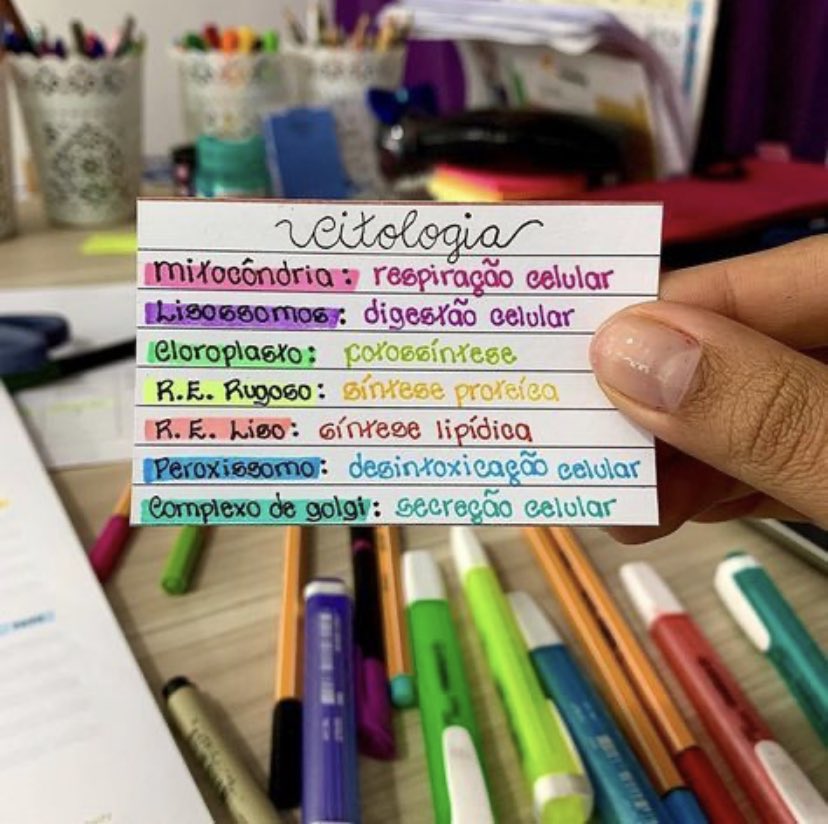 Citologia
mitocôndria: respiração celular
Lisossomos: digestão celular
Cloroplasto: fotossíntese
R.E. Rugoso: síntese proteíca
R.E. Liso: síntese lipídica
Peroxissomo: desintoxicação celular
Complexo de golgi: secreção celular